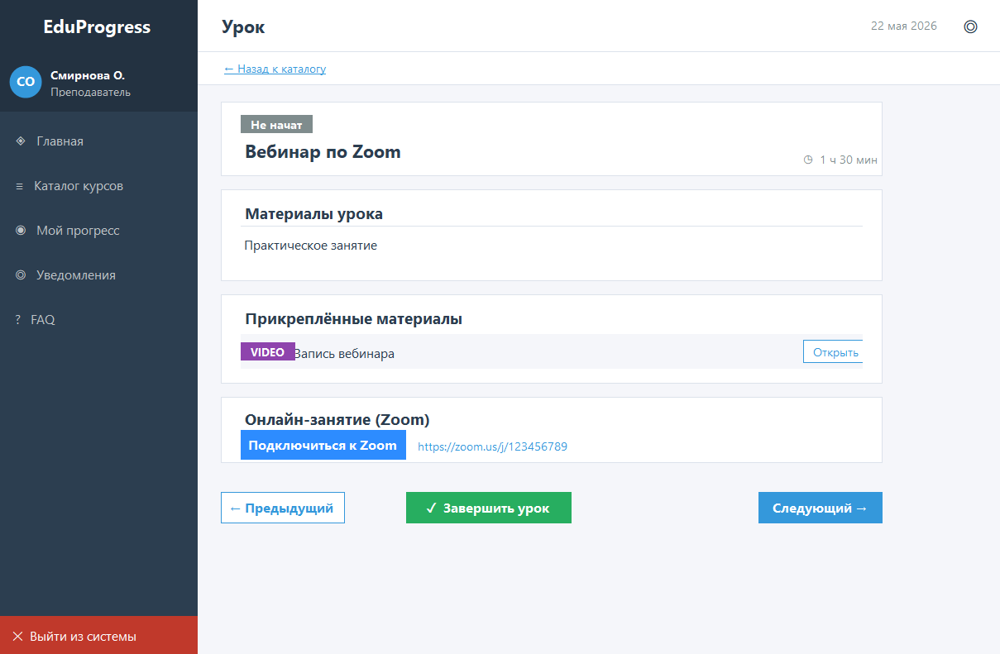 EduProgress
СО
Смирнова О.
Преподаватель
◈ Главная
≡ Каталог курсов
◉ Мой прогресс
◎ Уведомления
? FAQ
✕ Выйти из системы
Урок
22 мая 2026
◎
← Назад к каталогу
Не начат
Вебинар по Zoom
◷ 1 ч 30 мин
Материалы урока
Практическое занятие
Прикреплённые материалы
VIDEO Запись вебинара
Открыть
Онлайн-занятие (Zoom)
Подключиться к Zoom
https://zoom.us/j/123456789
← Предыдущий
✓ Завершить урок
Следующий →